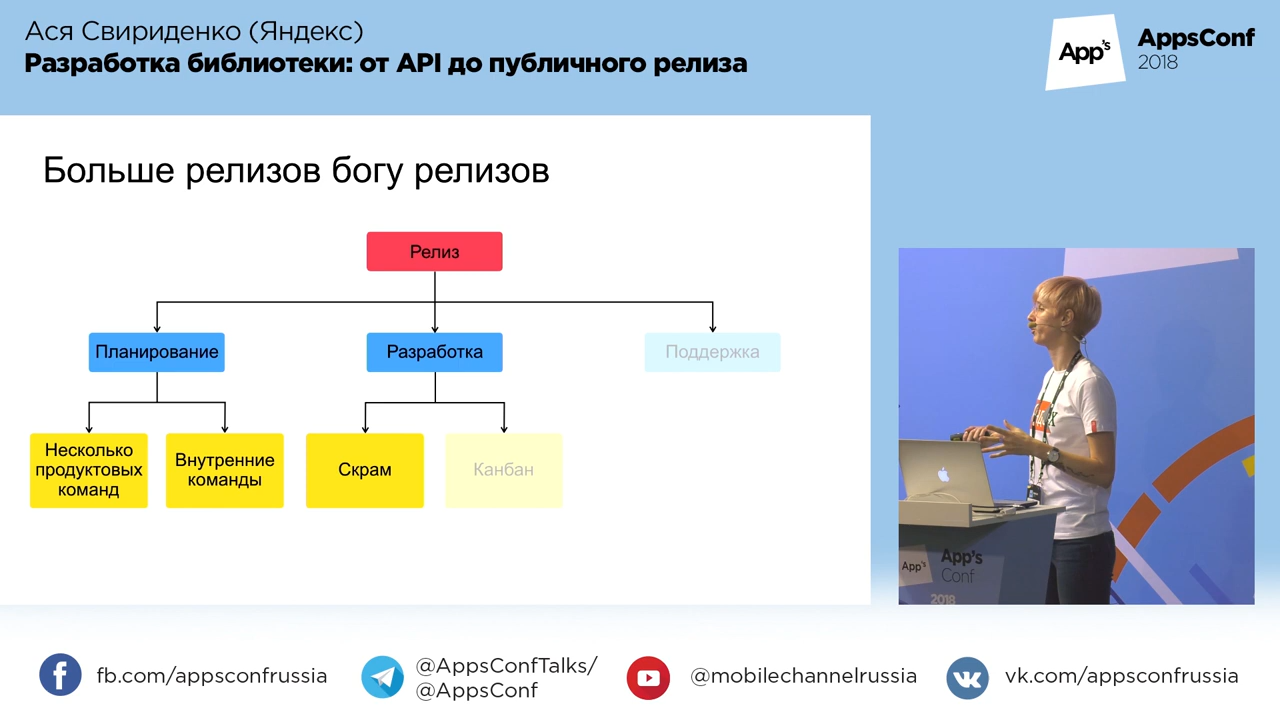 Ася Свириденко (Яндекс)
Разработка библиотеки: от API до публичного релиза
App's
AppsConf
2018
Больше релизов богу релизов
Релиз
Планирование
Разработка
Поддержка
Несколько
продуктовых
команд
Внутренние
команды
Скрам
Канбан
App's
App's
Conf
2018
fb.com/appsconfrussia
@AppsConfTalks/
@AppsConf
@mobilechannelrussia
vk.com/appsconfrussia